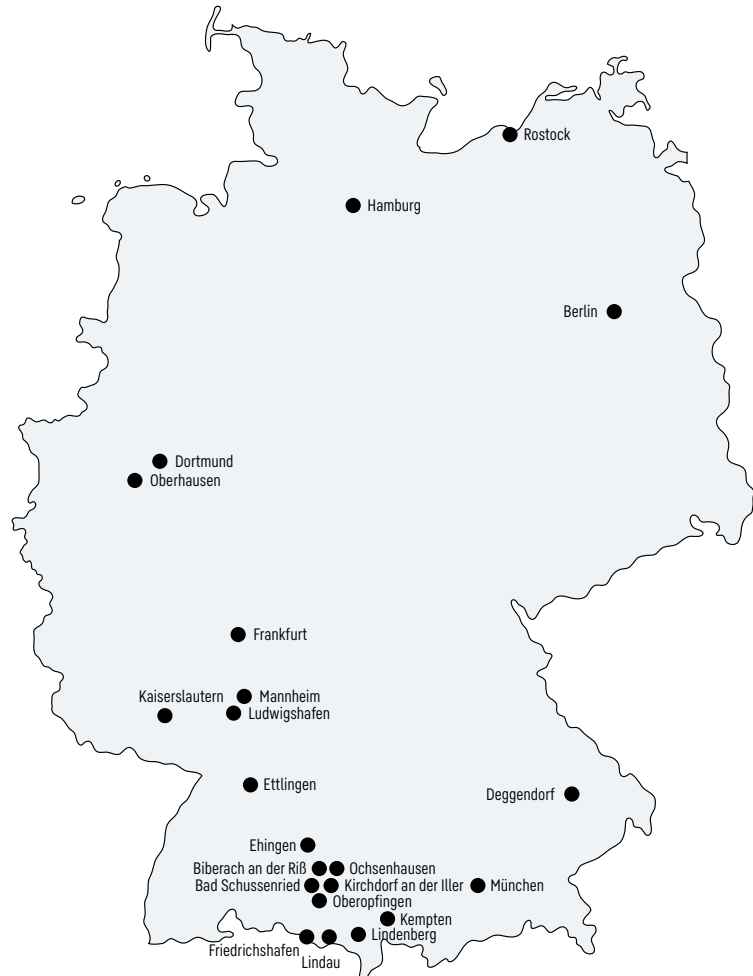 Rostock
Hamburg
Berlin
Dortmund
Oberhausen
Frankfurt
Kaiserslautern
Mannheim
Ludwigshafen
Ettlingen
Deggendorf
Ehingen
Biberach an der Riß
Ochsenhausen
Bad Schussenried
Kirchdorf an der Iller
München
Oberopfingen
Kempten
Lindenberg
Friedrichshafen
Lindau